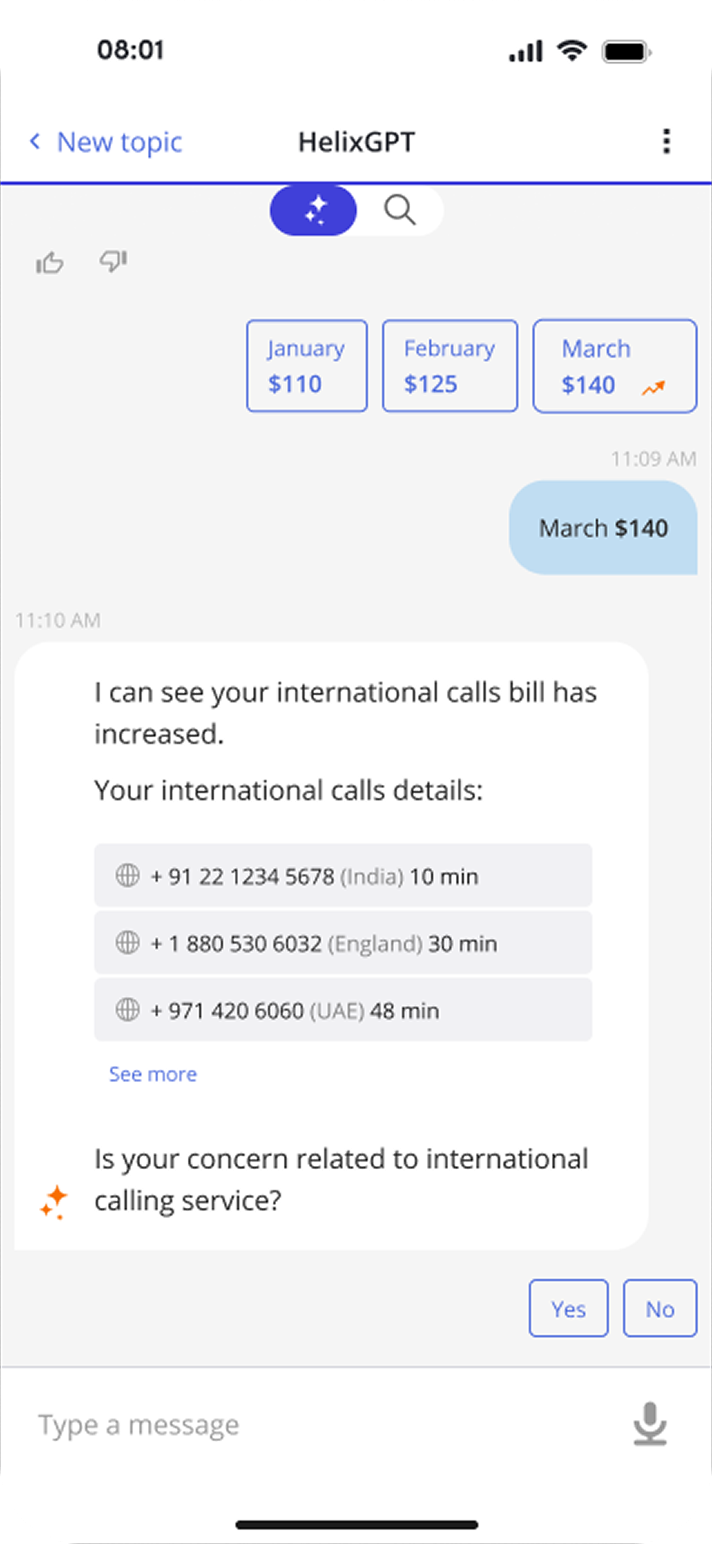 08:01
New topic HelixGPT
January February March
$110 $125 $140
11:09 AM
March $140
11:10 AM
I can see your international calls bill has
increased.
Your international calls details:
+ 91 22 1234 5678 (India) 10 min
+ 1 880 530 6032 (England) 30 min
+ 971 420 6060 (UAE) 48 min
See more
Is your concern related to international
calling service?
Yes No
Type a message